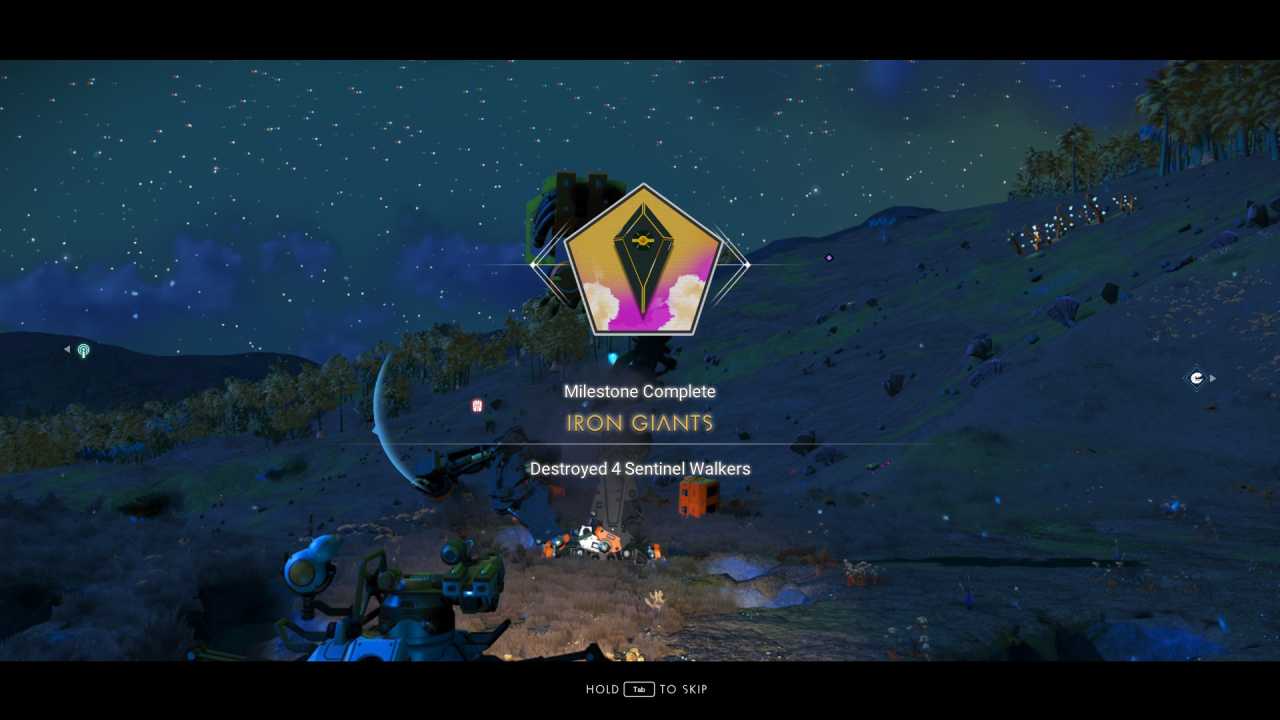 Milestone Complete
IRON GIANTS
Destroyed 4 Sentinel Walkers
HOLD Tab TO SKIP